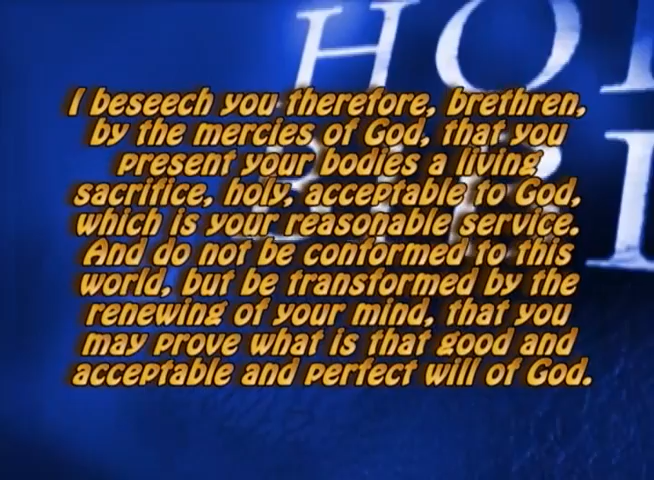 HOL
BIBL
I beseech you therefore, brethren,
by the mercies of God, that you
present your bodies a living
sacrifice, holy, acceptable to God,
which is your reasonable service.
And do not be conformed to this
world, but be transformed by the
renewing of your mind, that you
may prove what is that good and
acceptable and perfect will of God.